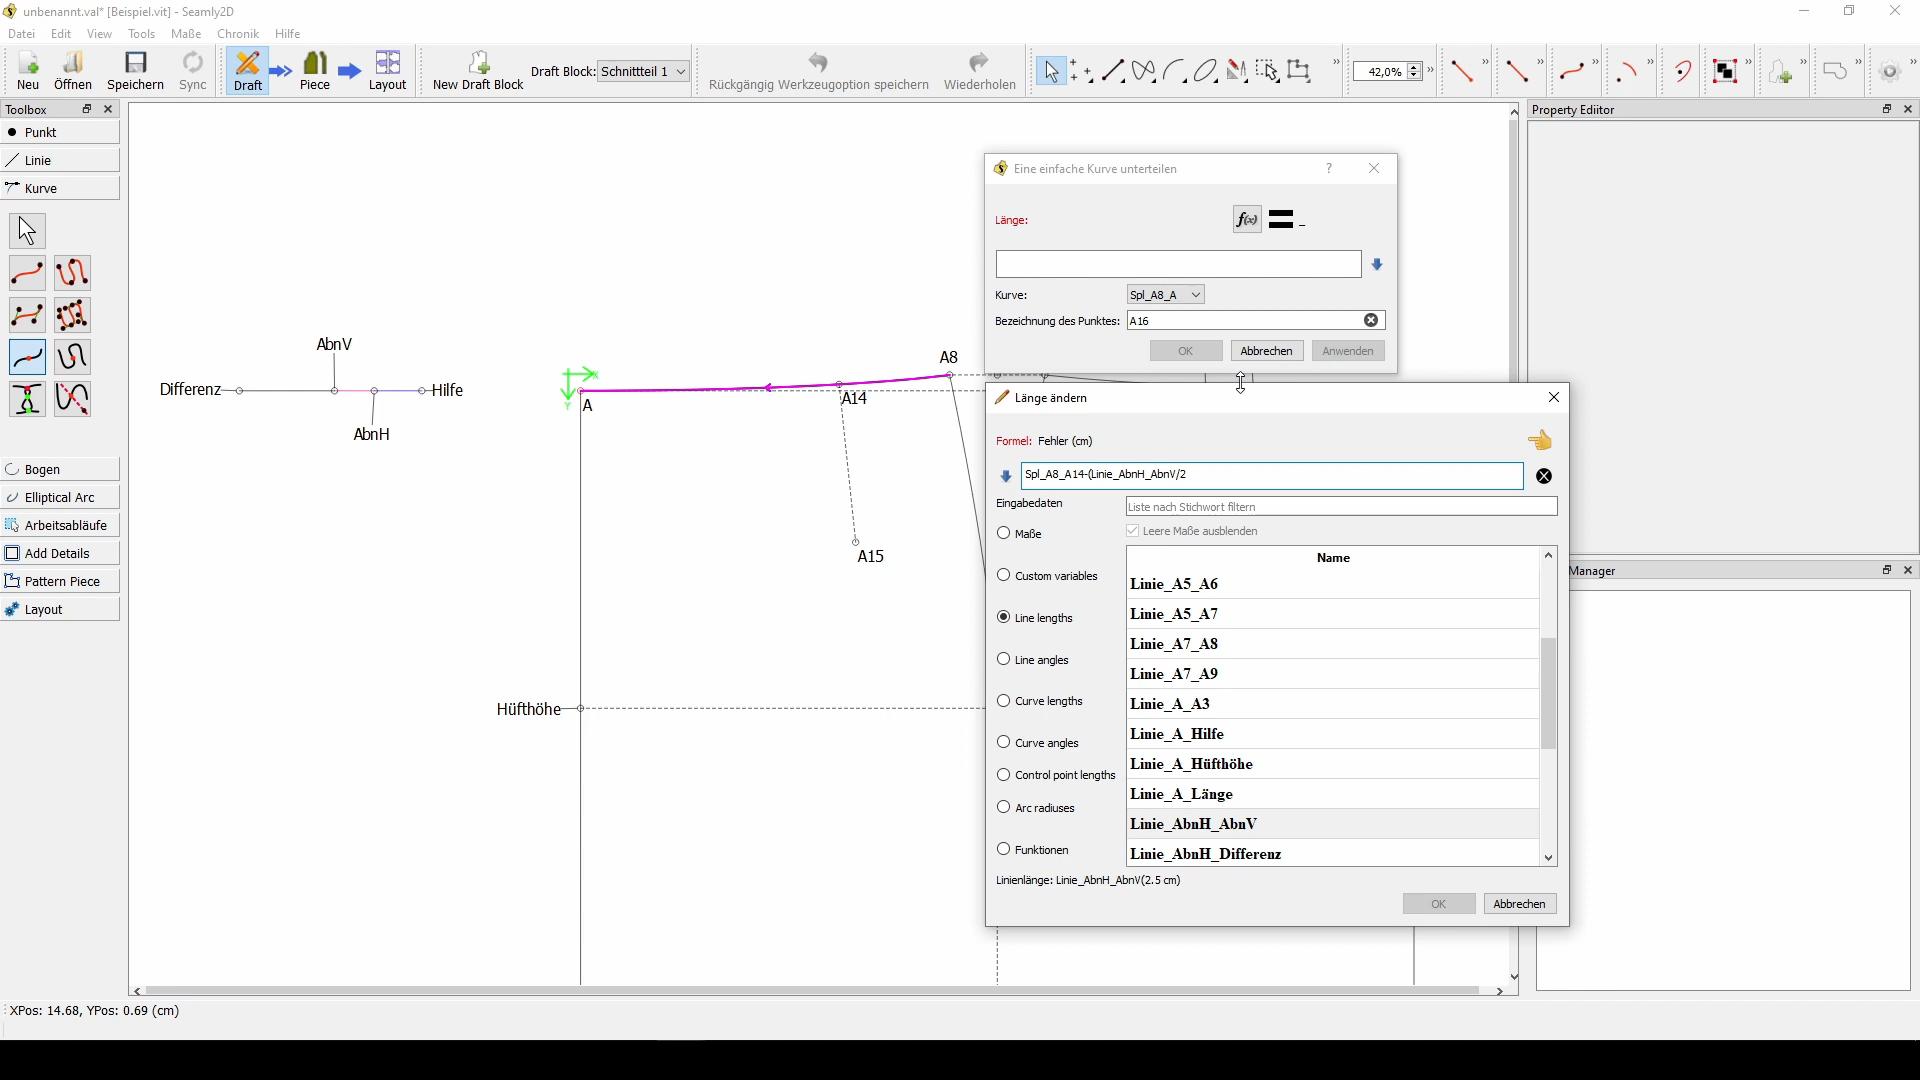 unbenannt.val* [Beispiel.vit] - Seamly2D
Datei Edit View Tools Maße Chronik Hilfe
Neu Öffnen Speichern Sync Draft Piece Layout New Draft Block Draft Block: Schnittteil 1 Rückgängig Werkzeugoption speichern Wiederholen 42,0%
Toolbox
Punkt
Linie
Kurve
Bogen
Elliptical Arc
Arbeitsabläufe
Add Details
Pattern Piece
Layout
AbnV
Differenz
Hilfe
AbnH
A8
X
Y
A
A14
A15
Hüfthöhe
Eine einfache Kurve unterteilen
Länge:
f(x)
_
Kurve: Spl_A8_A
Bezeichnung des Punktes: A16
OK Abbrechen Anwenden
Länge ändern
Formel: Fehler (cm)
Spl_A8_A14-(Linie_AbnH_AbnV/2
Eingabedaten
Liste nach Stichwort filtern
Maße
Leere Maße ausblenden
Custom variables
Line lengths
Line angles
Curve lengths
Curve angles
Control point lengths
Arc radiuses
Funktionen
Name
Linie_A5_A6
Linie_A5_A7
Linie_A7_A8
Linie_A7_A9
Linie_A_A3
Linie_A_Hilfe
Linie_A_Hüfthöhe
Linie_A_Länge
Linie_AbnH_AbnV
Linie_AbnH_Differenz
Linienlänge: Linie_AbnH_AbnV(2.5 cm)
OK Abbrechen
Property Ediitor
Manager
XPos: 14.68, YPos: 0.69 (cm)